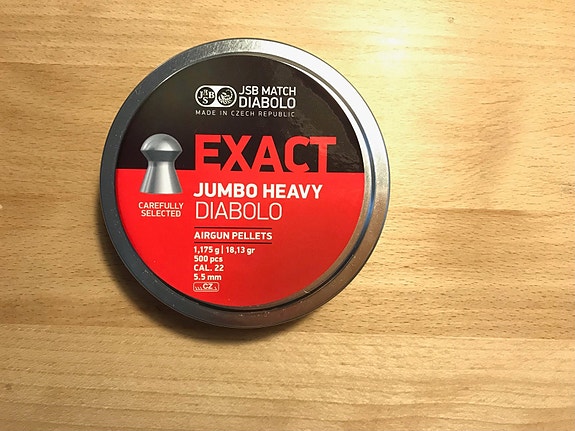 JSB MATCH
DIABOLO
MADE IN CZECH REPUBLIC
EXACT
JUMBO HEAVY
DIABOLO
CAREFULLY
SELECTED
AIRGUN PELLETS
1,175 g | 18,13 gr
500 pcs
CAL. 22
5.5 mm
CZ